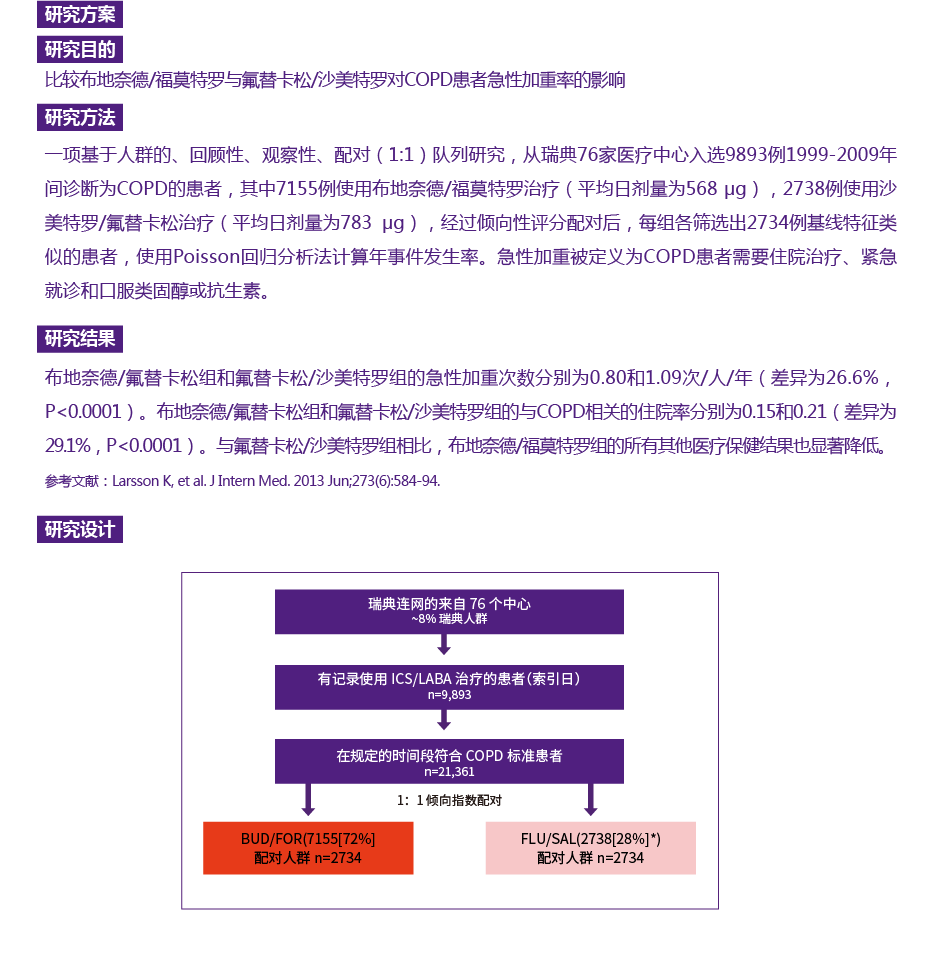 研究方案
研究目的
比较布地奈德/福莫特罗与氟替卡松/沙美特罗对COPD患者急性加重率的影响
研究方法
一项基于人群的、回顾性、观察性、配对（1:1）队列研究，从瑞典76家医疗中心入选9893例1999-2009年
间诊断为COPD的患者，其中7155例使用布地奈德/福莫特罗治疗（平均日剂量为568 μg），2738例使用沙
美特罗/氟替卡松治疗（平均日剂量为783 μg），经过倾向性评分配对后，每组各筛选出2734例基线特征类
似的患者，使用Poisson回归分析法计算年事件发生率。急性加重被定义为COPD患者需要住院治疗、紧急
就诊和口服类固醇或抗生素。
研究结果
布地奈德/氟替卡松组和氟替卡松/沙美特罗组的急性加重次数分别为0.80和1.09次/人/年（差异为26.6%，
P<0.0001）。布地奈德/氟替卡松组和氟替卡松/沙美特罗组的与COPD相关的住院率分别为0.15和0.21（差异为
29.1%，P<0.0001）。与氟替卡松/沙美特罗组相比，布地奈德/福莫特罗组的所有其他医疗保健结果也显著降低。
参考文献：Larsson K, et al. J Intern Med. 2013 Jun;273(6):584-94.
研究设计
瑞典连网的来自 76 个中心
~8% 瑞典人群
有记录使用 ICS/LABA 治疗的患者（索引日）
n=9,893
在规定的时间段符合 COPD 标准患者
n=21,361
1：1 倾向指数配对
BUD/FOR(7155[72%]
配对人群 n=2734
FLU/SAL(2738[28%]*)
配对人群 n=2734